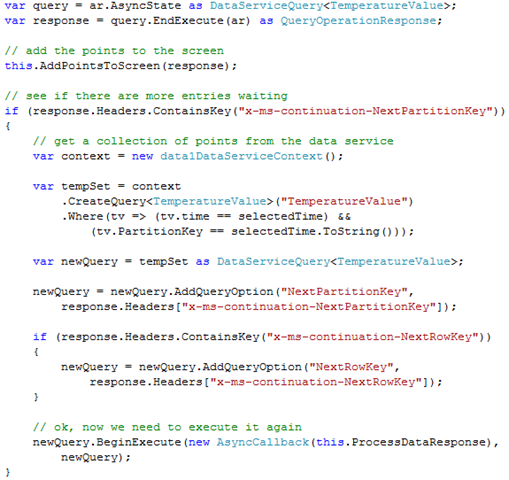 var query = ar.AsyncState as DataServiceQuery<TemperatureValue>;
var response = query.EndExecute(ar) as QueryOperationResponse;

// add the points to the screen
this.AddPointsToScreen(response);

// see if there are more entries waiting
if (response.Headers.ContainsKey("x-ms-continuation-NextPartitionKey"))
{
    // get a collection of points from the data service
    var context = new data1DataServiceContext();

    var tempSet = context
        .CreateQuery<TemperatureValue>("TemperatureValue")
        .Where(tv => (tv.time == selectedTime) &&
            (tv.PartitionKey == selectedTime.ToString()));

    var newQuery = tempSet as DataServiceQuery<TemperatureValue>;

    newQuery = newQuery.AddQueryOption("NextPartitionKey",
        response.Headers["x-ms-continuation-NextPartitionKey"]);

    if (response.Headers.ContainsKey("x-ms-continuation-NextRowKey"))
    {
        newQuery = newQuery.AddQueryOption("NextRowKey",
            response.Headers["x-ms-continuation-NextRowKey"]);
    }

    // ok, now we need to execute it again
    newQuery.BeginExecute(new AsyncCallback(this.ProcessDataResponse),
        newQuery);
}